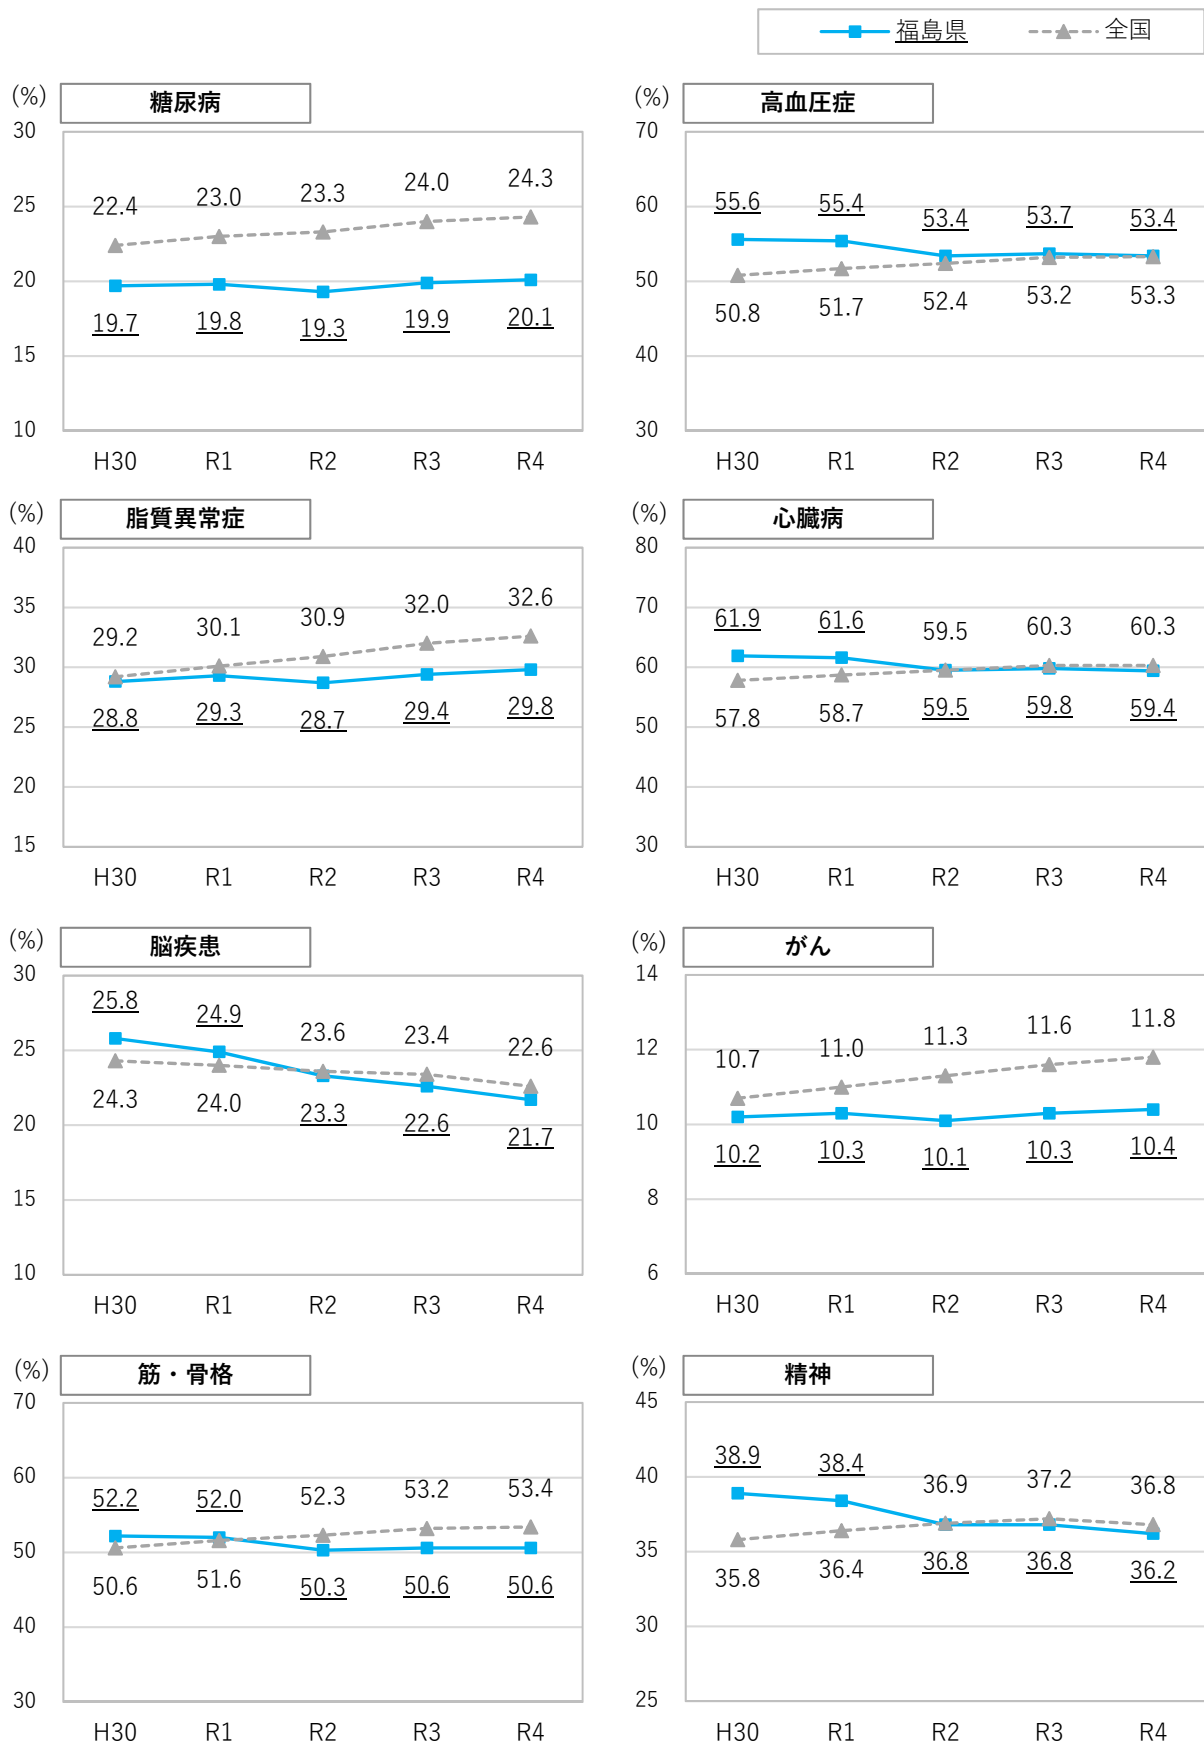 福島県 全国
(%) 糖尿病
30
25
20
15
10
22.4 23.0 23.3 24.0 24.3
19.7 19.8 19.3 19.9 20.1
H30 R1 R2 R3 R4
(%) 高血圧症
70
60
50
40
30
55.6 55.4 53.4 53.7 53.4
50.8 51.7 52.4 53.2 53.3
H30 R1 R2 R3 R4
(%) 脂質異常症
40
35
30
25
20
15
29.2 30.1 30.9 32.0 32.6
28.8 29.3 28.7 29.4 29.8
H30 R1 R2 R3 R4
(%) 心臓病
80
70
60
50
40
30
61.9 61.6 59.5 60.3 60.3
57.8 58.7 59.5 59.8 59.4
H30 R1 R2 R3 R4
(%) 脳疾患
30
25
20
15
10
25.8 24.9 23.6 23.4 22.6
24.3 24.0 23.3 22.6 21.7
H30 R1 R2 R3 R4
(%) がん
14
12
10
8
6
10.7 11.0 11.3 11.6 11.8
10.2 10.3 10.1 10.3 10.4
H30 R1 R2 R3 R4
(%) 筋・骨格
70
60
50
40
30
52.2 52.0 52.3 53.2 53.4
50.6 51.6 50.3 50.6 50.6
H30 R1 R2 R3 R4
(%) 精神
45
40
35
30
25
38.9 38.4 36.9 37.2 36.8
35.8 36.4 36.8 36.8 36.2
H30 R1 R2 R3 R4